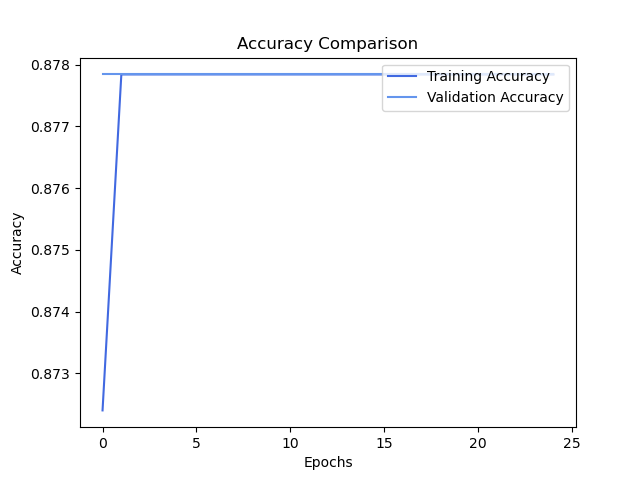 Accuracy Comparison
0.878
0.877
0.876
0.875
0.874
0.873
Accuracy
Training Accuracy
Validation Accuracy
0 5 10 15 20 25
Epochs